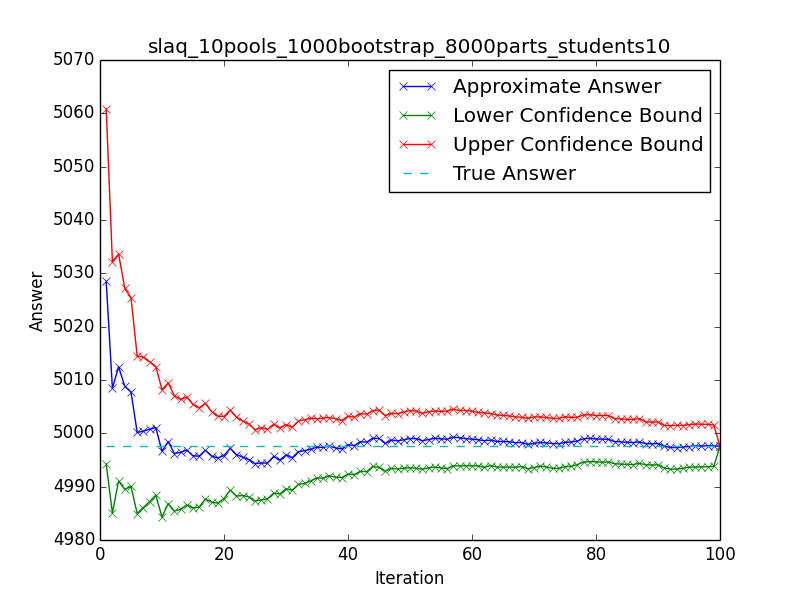 slaq_10pools_1000bootstrap_8000parts_students10
5070
5060
5050
5040
5030
5020
5010
5000
4990
4980
Answer
Approximate Answer
Lower Confidence Bound
Upper Confidence Bound
True Answer
0 20 40 60 80 100
Iteration